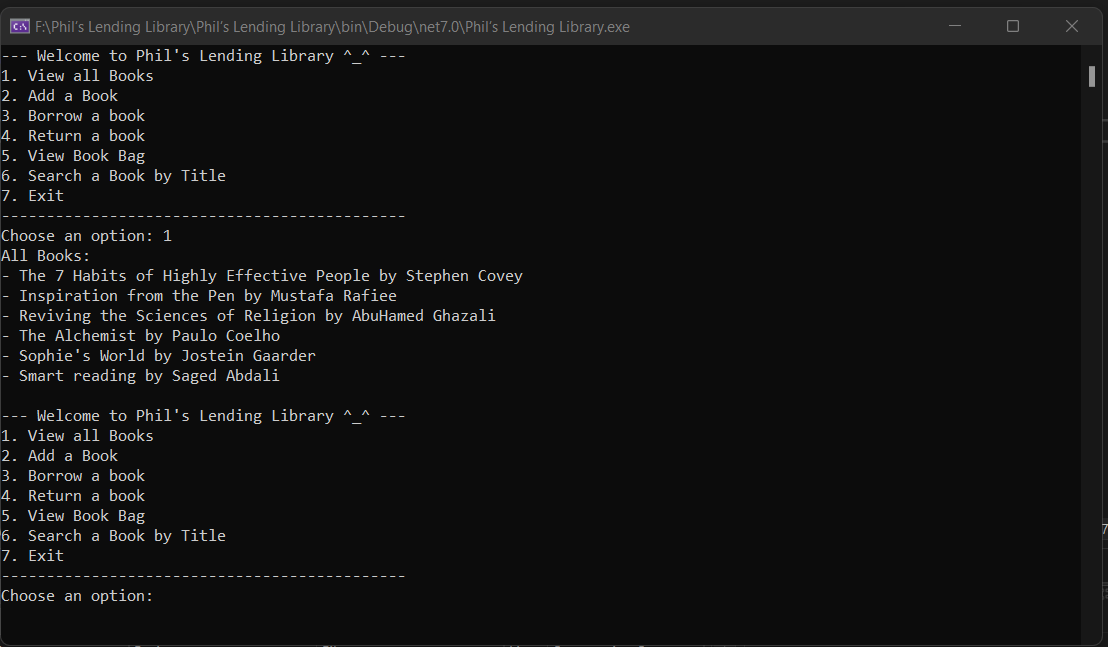 F:\Phil's Lending Library\Phil's Lending Library\bin\Debug\net7.0\Phil's Lending Library.exe
--- Welcome to Phil's Lending Library ^_^ ---
1. View all Books
2. Add a Book
3. Borrow a book
4. Return a book
5. View Book Bag
6. Search a Book by Title
7. Exit
---------------------------------------------
Choose an option: 1
All Books:
- The 7 Habits of Highly Effective People by Stephen Covey
- Inspiration from the Pen by Mustafa Rafiee
- Reviving the Sciences of Religion by AbuHamed Ghazali
- The Alchemist by Paulo Coelho
- Sophie's World by Jostein Gaarder
- Smart reading by Saged Abdali

--- Welcome to Phil's Lending Library ^_^ ---
1. View all Books
2. Add a Book
3. Borrow a book
4. Return a book
5. View Book Bag
6. Search a Book by Title
7. Exit
---------------------------------------------
Choose an option: